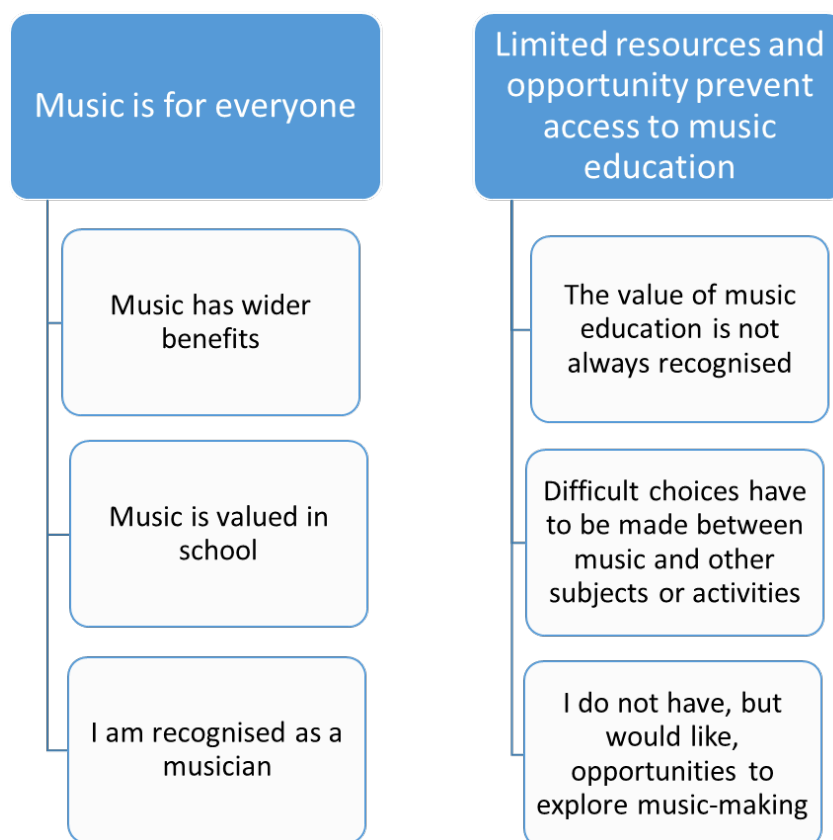 Music is for everyone
Music has wider
benefits
Music is valued in
school
I am recognised as a
musician
Limited resources and
opportunity prevent
access to music
education
The value of music
education is not
always recognised
Difficult choices have
to be made between
music and other
subjects or activities
I do not have, but
would like,
opportunities to
explore music-making